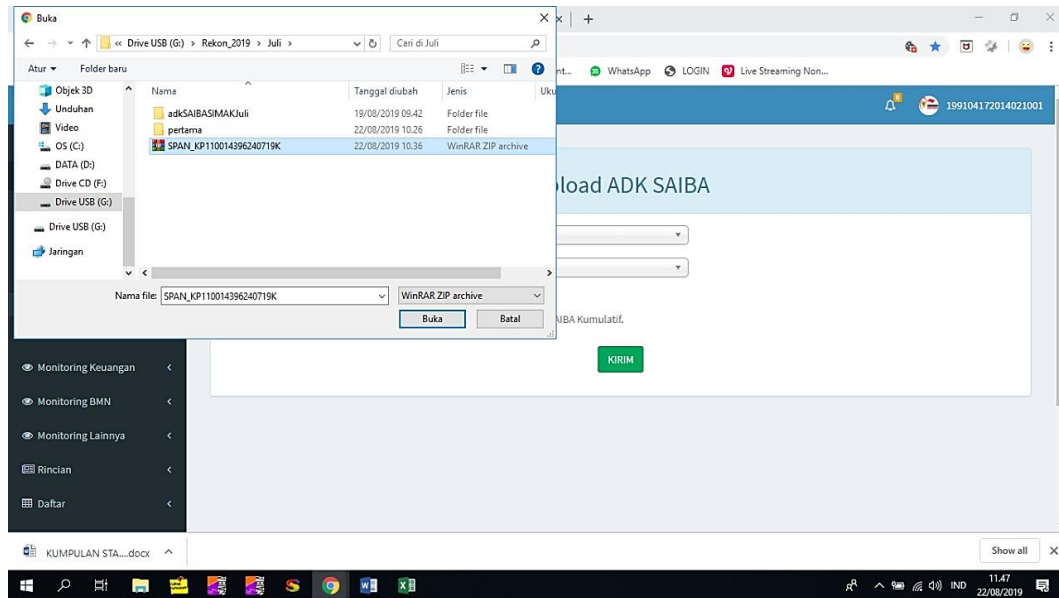 Buka
« Drive USB (G:) › Rekon_2019 › Juli ›
Cari di Juli
Atur
Folder baru
WhatsApp
LOGIN
Live Streaming Non...
Objek 3D
Unduhan
Video
OS (C:)
DATA (D:)
Drive CD (F:)
Drive USB (G:)
Drive USB (G:)
Jaringan
Nama Tanggal diubah Jenis Uku
adkSAIBASIMAKJuli 19/08/2019 09.42 Folder file
pertama 22/08/2019 10.26 Folder file
SPAN_KP110014396240719K 22/08/2019 10.36 WinRAR ZIP archive
Nama file: SPAN_KP110014396240719K WinRAR ZIP archive
Buka Batal
199104172014021001
load ADK SAIBA
AIBA Kumulatif.
KIRIM
Monitoring Keuangan
Monitoring BMN
Monitoring Lainnya
Rincian
Daftar
KUMPULAN STA....docx
Show all
IND
11.47
22/08/2019